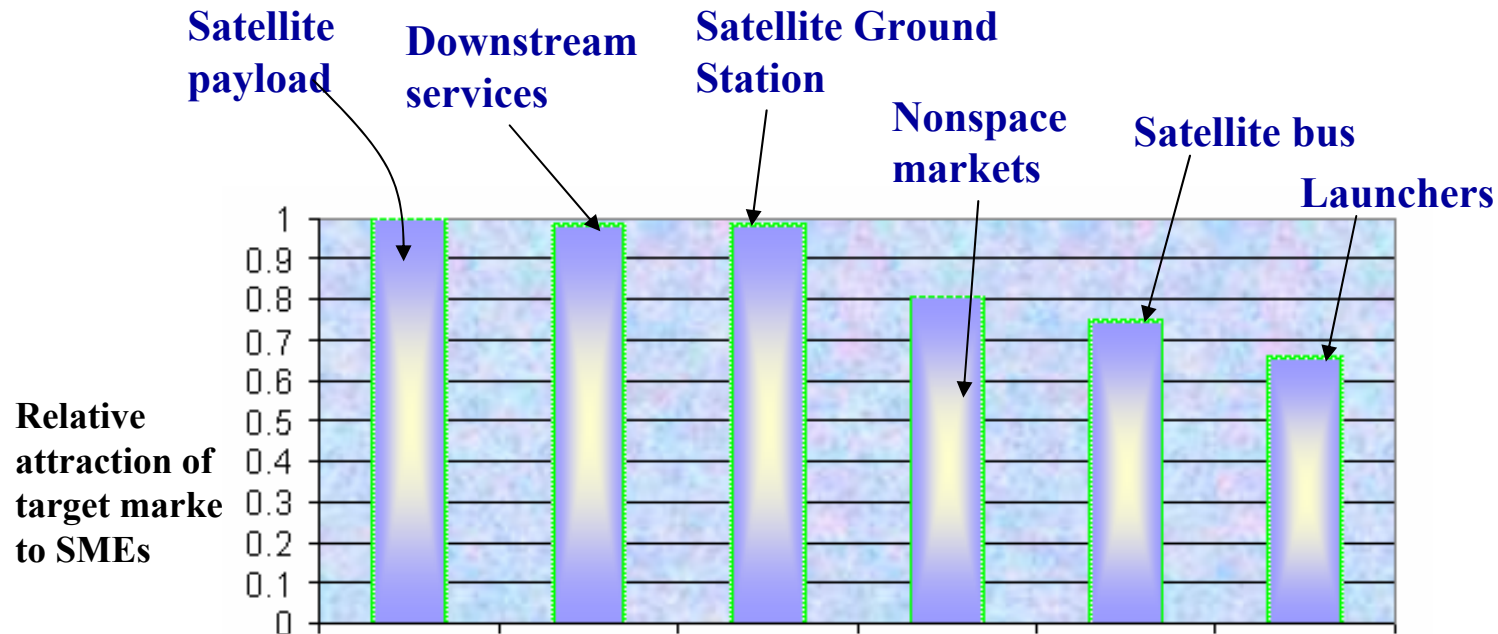 Satellite
payload
Downstream
services
Satellite Ground
Station
Nonspace
markets
Satellite bus
Launchers
Relative
attraction of
target marke
to SMEs
1
0.9
0.8
0.7
0.6
0.5
0.4
0.3
0.2
0.1
0